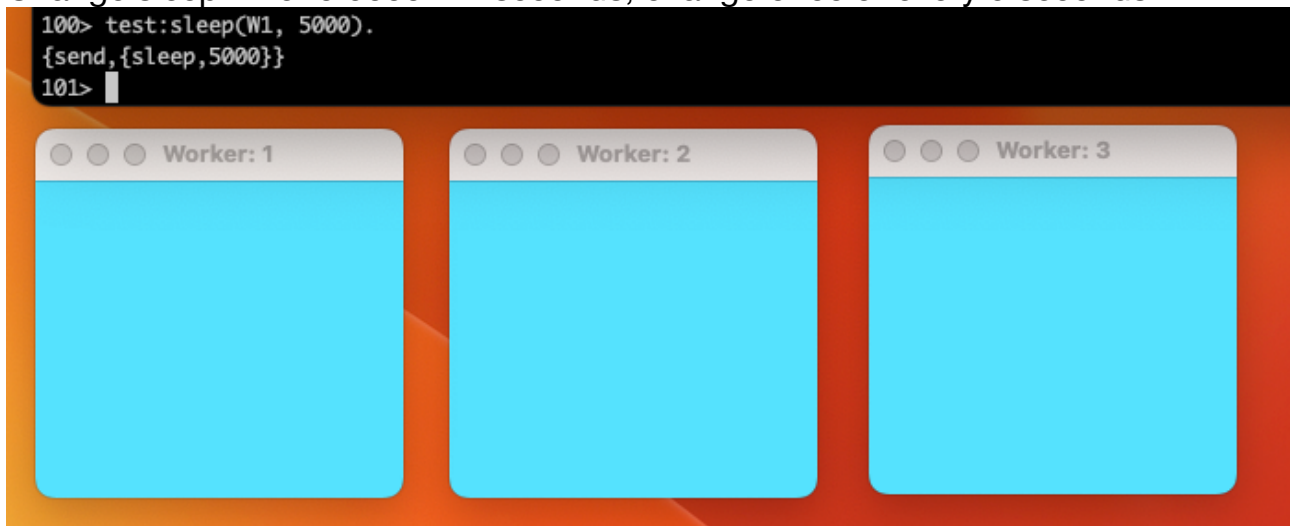 100> test:sleep(W1, 5000).
{send,{sleep,5000}}
101>
Worker: 1
Worker: 2
Worker: 3